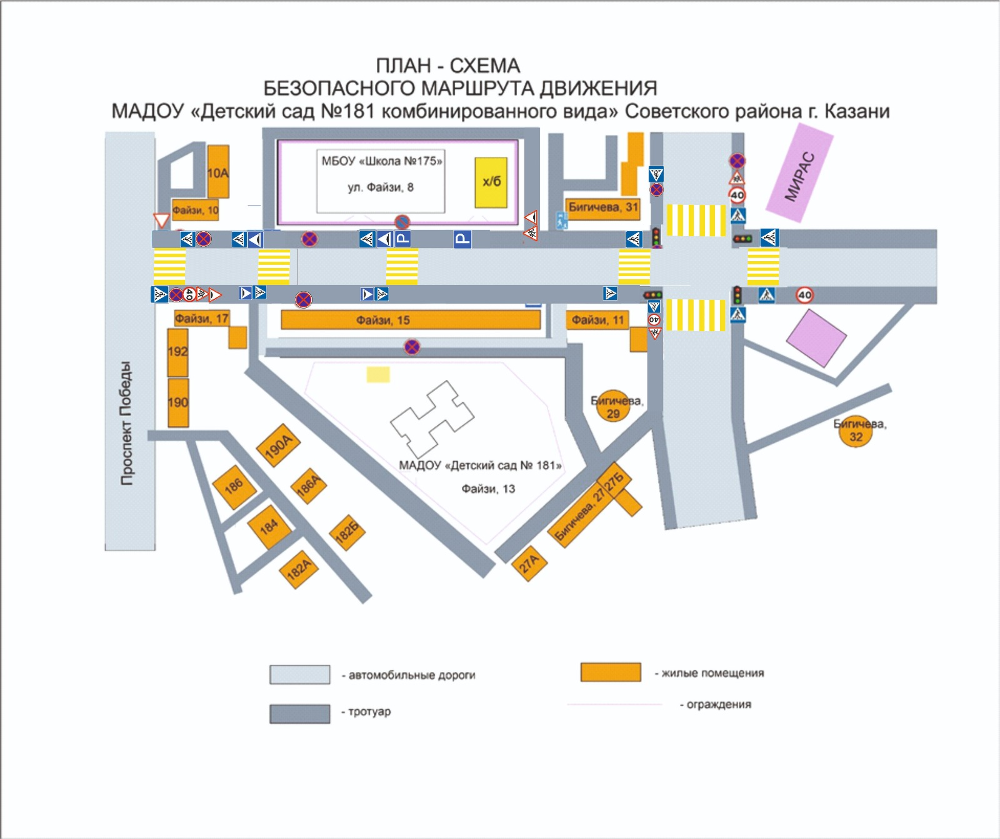 ПЛАН - СХЕМА
БЕЗОПАСНОГО МАРШРУТА ДВИЖЕНИЯ
МАДОУ «Детский сад №181 комбинированного вида» Советского района г. Казани
10А
МБОУ «Школа №175»
ул. Файзи, 8
х/б
МИРАС
Файзи, 10
Бигичева, 31
40
P
P
40
40
40
Файзи, 17
Файзи, 15
Файзи, 11
192
190
Проспект Победы
Бигичева,
29
Бигичева,
32
190А
186
186А
МАДОУ «Детский сад № 181»
Файзи, 13
27Б
Бигичева, 27
184
182Б
182А
27А
- автомобильные дороги
- жилые помещения
- тротуар
- ограждения